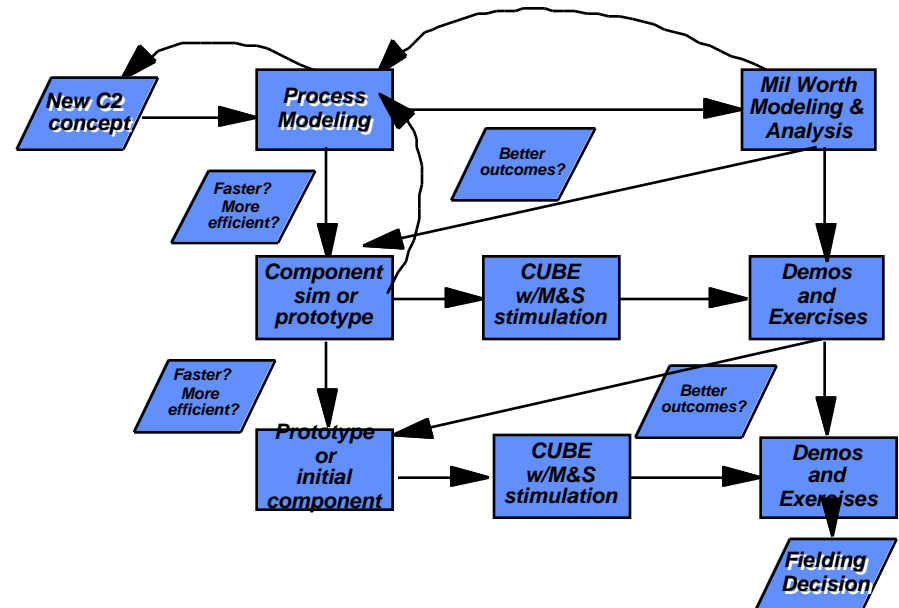 New C2
concept
Process
Modeling
Mil Worth
Modeling &
Analysis
Faster?
More
efficient?
Better
outcomes?
Component
sim or
prototype
CUBE
w/M&S
stimulation
Demos
and
Exercises
Faster?
More
efficient?
Better
outcomes?
Prototype
or
initial
component
CUBE
w/M&S
stimulation
Demos
and
Exercises
Fielding
Decision